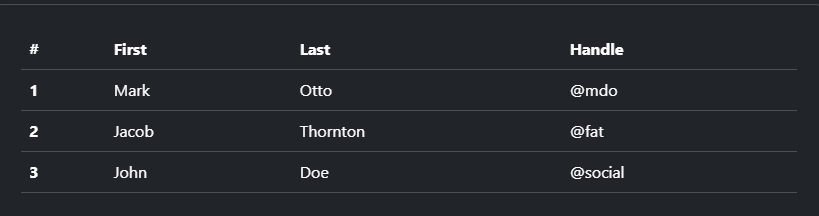 # First Last Handle
1 Mark Otto @mdo
2 Jacob Thornton @fat
3 John Doe @social